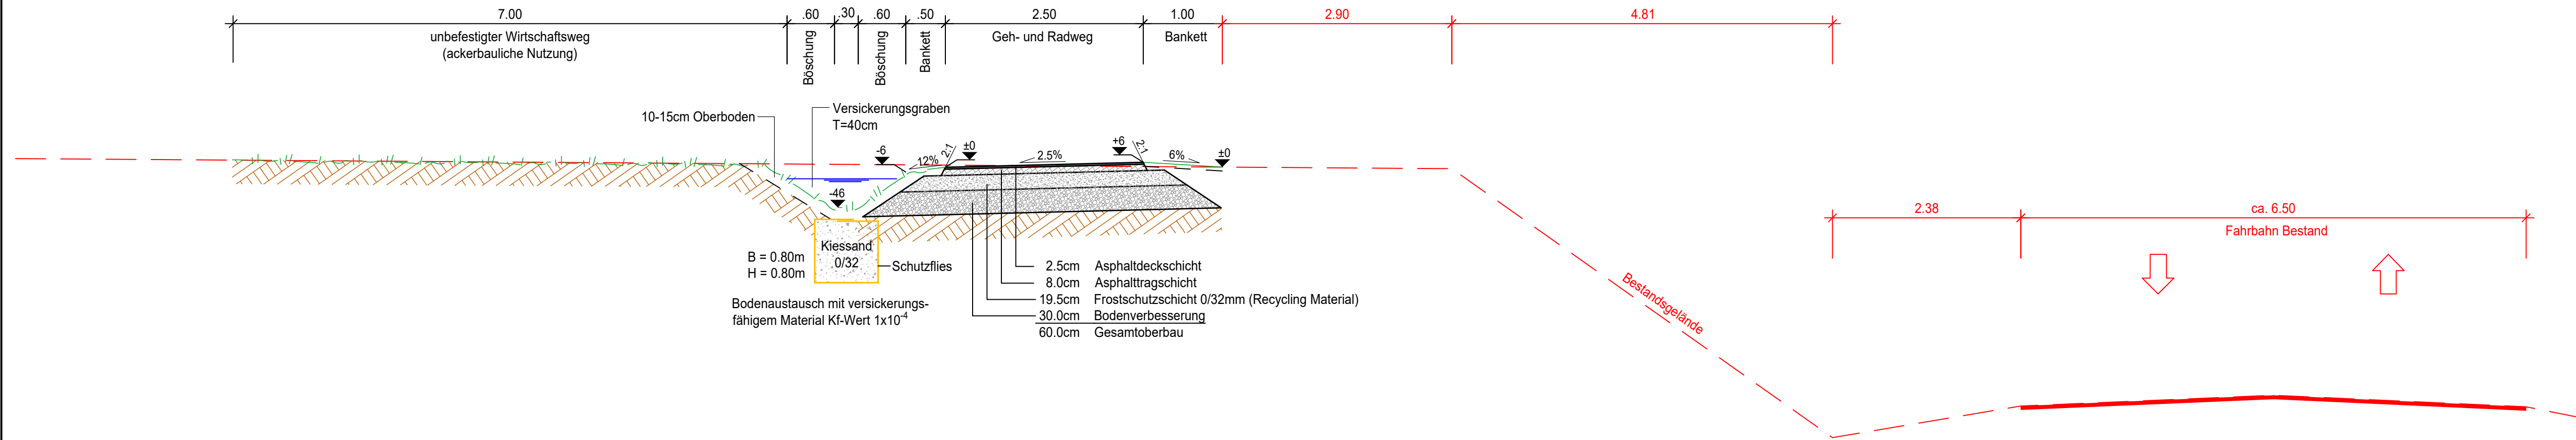 7.00
.60
.30
.60
.50
2.50
1.00
2.90
4.81
unbefestigter Wirtschaftsweg
(ackerbauliche Nutzung)
Böschung
Böschung
Bankett
Geh- und Radweg
Bankett
10-15cm Oberboden
Versickerungsgraben
T=40cm
-6
12%
2:1
±0
2.5%
+6
2:1
6%
±0
-46
Kiessand
0/32
B = 0.80m
H = 0.80m
Schutzflies
Bodenaustausch mit versickerungs-
fähigem Material Kf-Wert 1x10⁻⁴
2.5cm Asphaltdeckschicht
8.0cm Asphalttragschicht
19.5cm Frostschutzschicht 0/32mm (Recycling Material)
30.0cm Bodenverbesserung
60.0cm Gesamtoberbau
Bestandsgelände
2.38
ca. 6.50
Fahrbahn Bestand